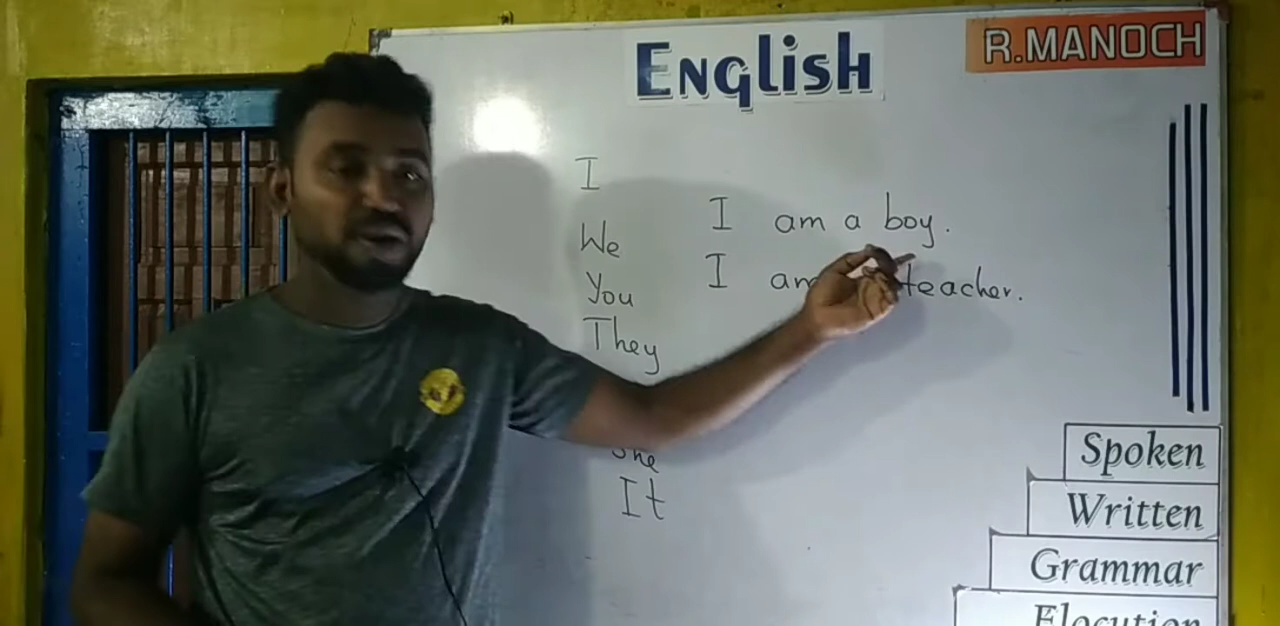 English
R.MANOCH
I
We
You
They
She
It
I am a boy.
I am teacher.
Spoken
Written
Grammar
Elocution